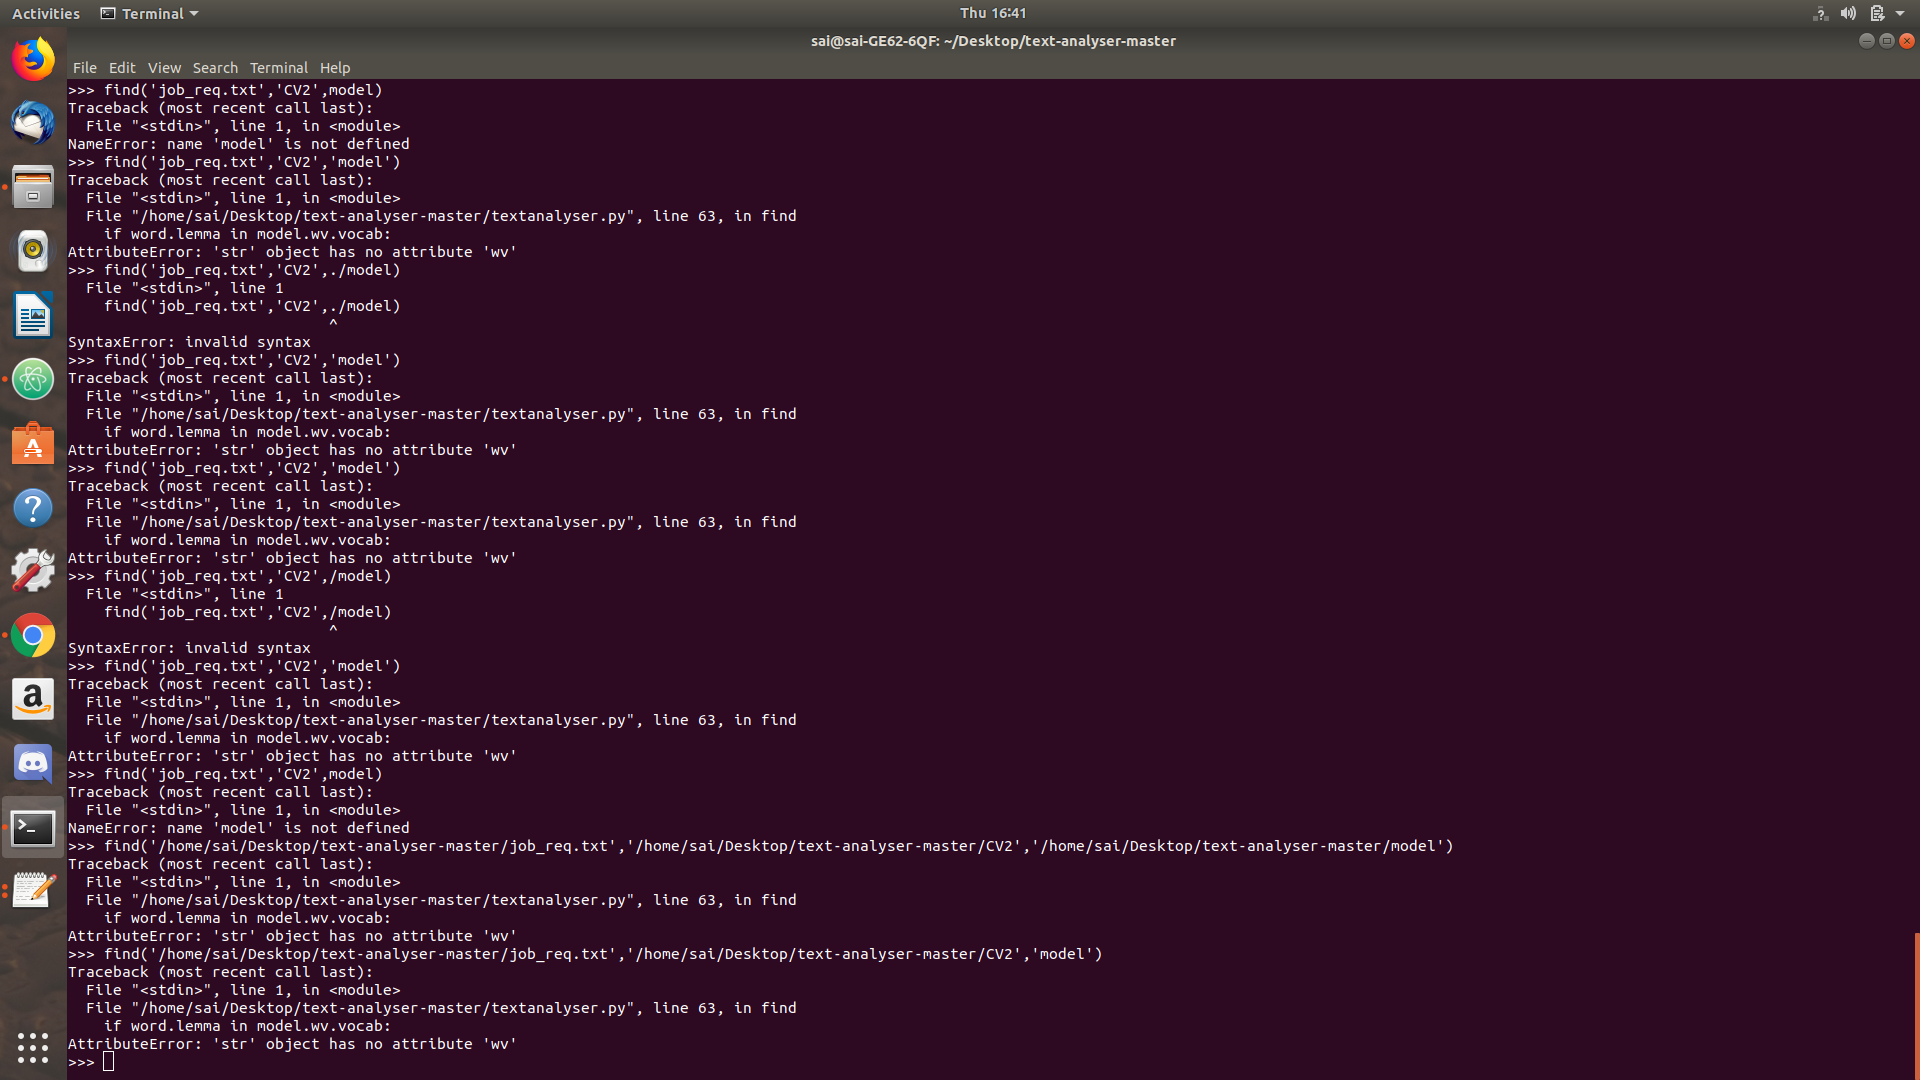 Activities
Terminal
Thu 16:41
sai@sai-GE62-6QF: ~/Desktop/text-analyser-master
File Edit View Search Terminal Help
>>> find('job_req.txt','CV2',model)
Traceback (most recent call last):
  File "<stdin>", line 1, in <module>
NameError: name 'model' is not defined
>>> find('job_req.txt','CV2','model')
Traceback (most recent call last):
  File "<stdin>", line 1, in <module>
  File "/home/sai/Desktop/text-analyser-master/textanalyser.py", line 63, in find
    if word.lemma in model.wv.vocab:
AttributeError: 'str' object has no attribute 'wv'
>>> find('job_req.txt','CV2',./model)
  File "<stdin>", line 1
    find('job_req.txt','CV2',./model)
                             ^
SyntaxError: invalid syntax
>>> find('job_req.txt','CV2','model')
Traceback (most recent call last):
  File "<stdin>", line 1, in <module>
  File "/home/sai/Desktop/text-analyser-master/textanalyser.py", line 63, in find
    if word.lemma in model.wv.vocab:
AttributeError: 'str' object has no attribute 'wv'
>>> find('job_req.txt','CV2','model')
Traceback (most recent call last):
  File "<stdin>", line 1, in <module>
  File "/home/sai/Desktop/text-analyser-master/textanalyser.py", line 63, in find
    if word.lemma in model.wv.vocab:
AttributeError: 'str' object has no attribute 'wv'
>>> find('job_req.txt','CV2',/model)
  File "<stdin>", line 1
    find('job_req.txt','CV2',/model)
                             ^
SyntaxError: invalid syntax
>>> find('job_req.txt','CV2','model')
Traceback (most recent call last):
  File "<stdin>", line 1, in <module>
  File "/home/sai/Desktop/text-analyser-master/textanalyser.py", line 63, in find
    if word.lemma in model.wv.vocab:
AttributeError: 'str' object has no attribute 'wv'
>>> find('job_req.txt','CV2',model)
Traceback (most recent call last):
  File "<stdin>", line 1, in <module>
NameError: name 'model' is not defined
>>> find('/home/sai/Desktop/text-analyser-master/job_req.txt','/home/sai/Desktop/text-analyser-master/CV2','/home/sai/Desktop/text-analyser-master/model')
Traceback (most recent call last):
  File "<stdin>", line 1, in <module>
  File "/home/sai/Desktop/text-analyser-master/textanalyser.py", line 63, in find
    if word.lemma in model.wv.vocab:
AttributeError: 'str' object has no attribute 'wv'
>>> find('/home/sai/Desktop/text-analyser-master/job_req.txt','/home/sai/Desktop/text-analyser-master/CV2','model')
Traceback (most recent call last):
  File "<stdin>", line 1, in <module>
  File "/home/sai/Desktop/text-analyser-master/textanalyser.py", line 63, in find
    if word.lemma in model.wv.vocab:
AttributeError: 'str' object has no attribute 'wv'
>>>